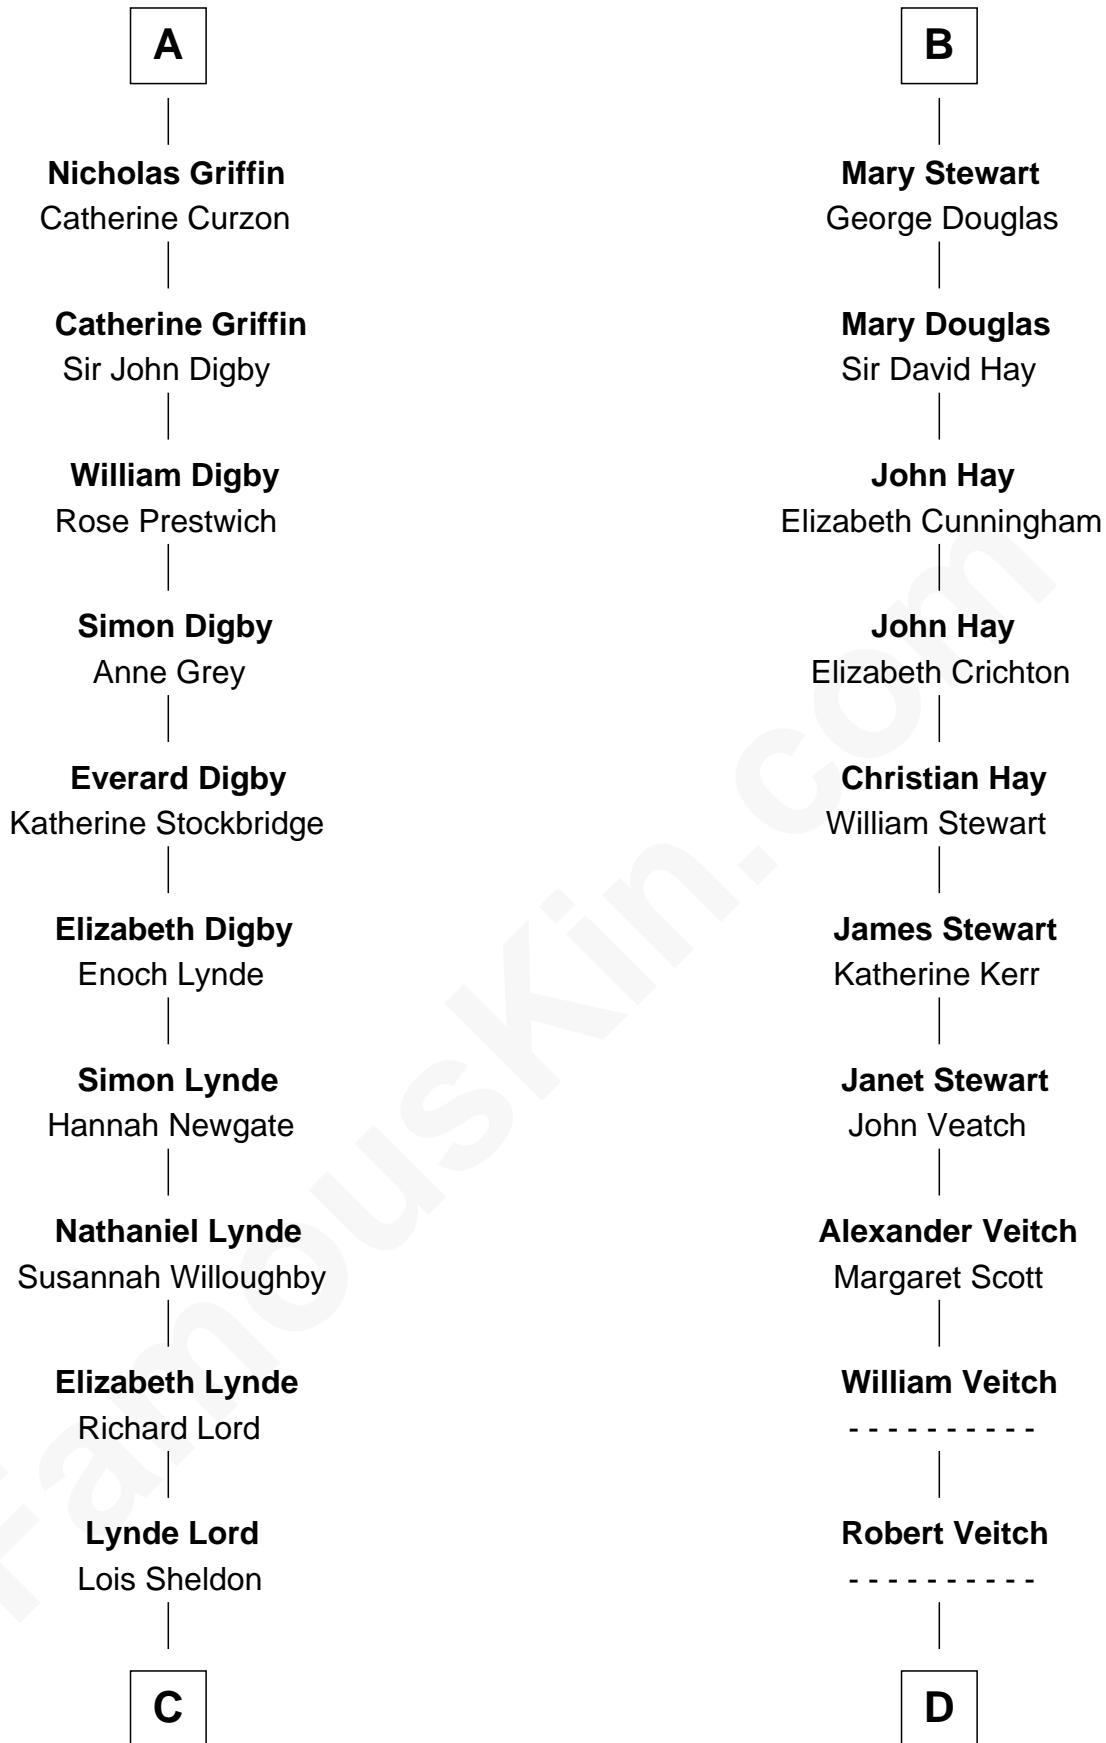 A
Nicholas Griffin
Catherine Curzon
Catherine Griffin
Sir John Digby
William Digby
Rose Prestwich
Simon Digby
Anne Grey
Everard Digby
Katherine Stockbridge
Elizabeth Digby
Enoch Lynde
Simon Lynde
Hannah Newgate
Nathaniel Lynde
Susannah Willoughby
Elizabeth Lynde
Richard Lord
Lynde Lord
Lois Sheldon
C
B
Mary Stewart
George Douglas
Mary Douglas
Sir David Hay
John Hay
Elizabeth Cunningham
John Hay
Elizabeth Crichton
Christian Hay
William Stewart
James Stewart
Katherine Kerr
Janet Stewart
John Veatch
Alexander Veitch
Margaret Scott
William Veitch
- - - - - - - - - -
Robert Veitch
- - - - - - - - - -
D
FamousKin.com